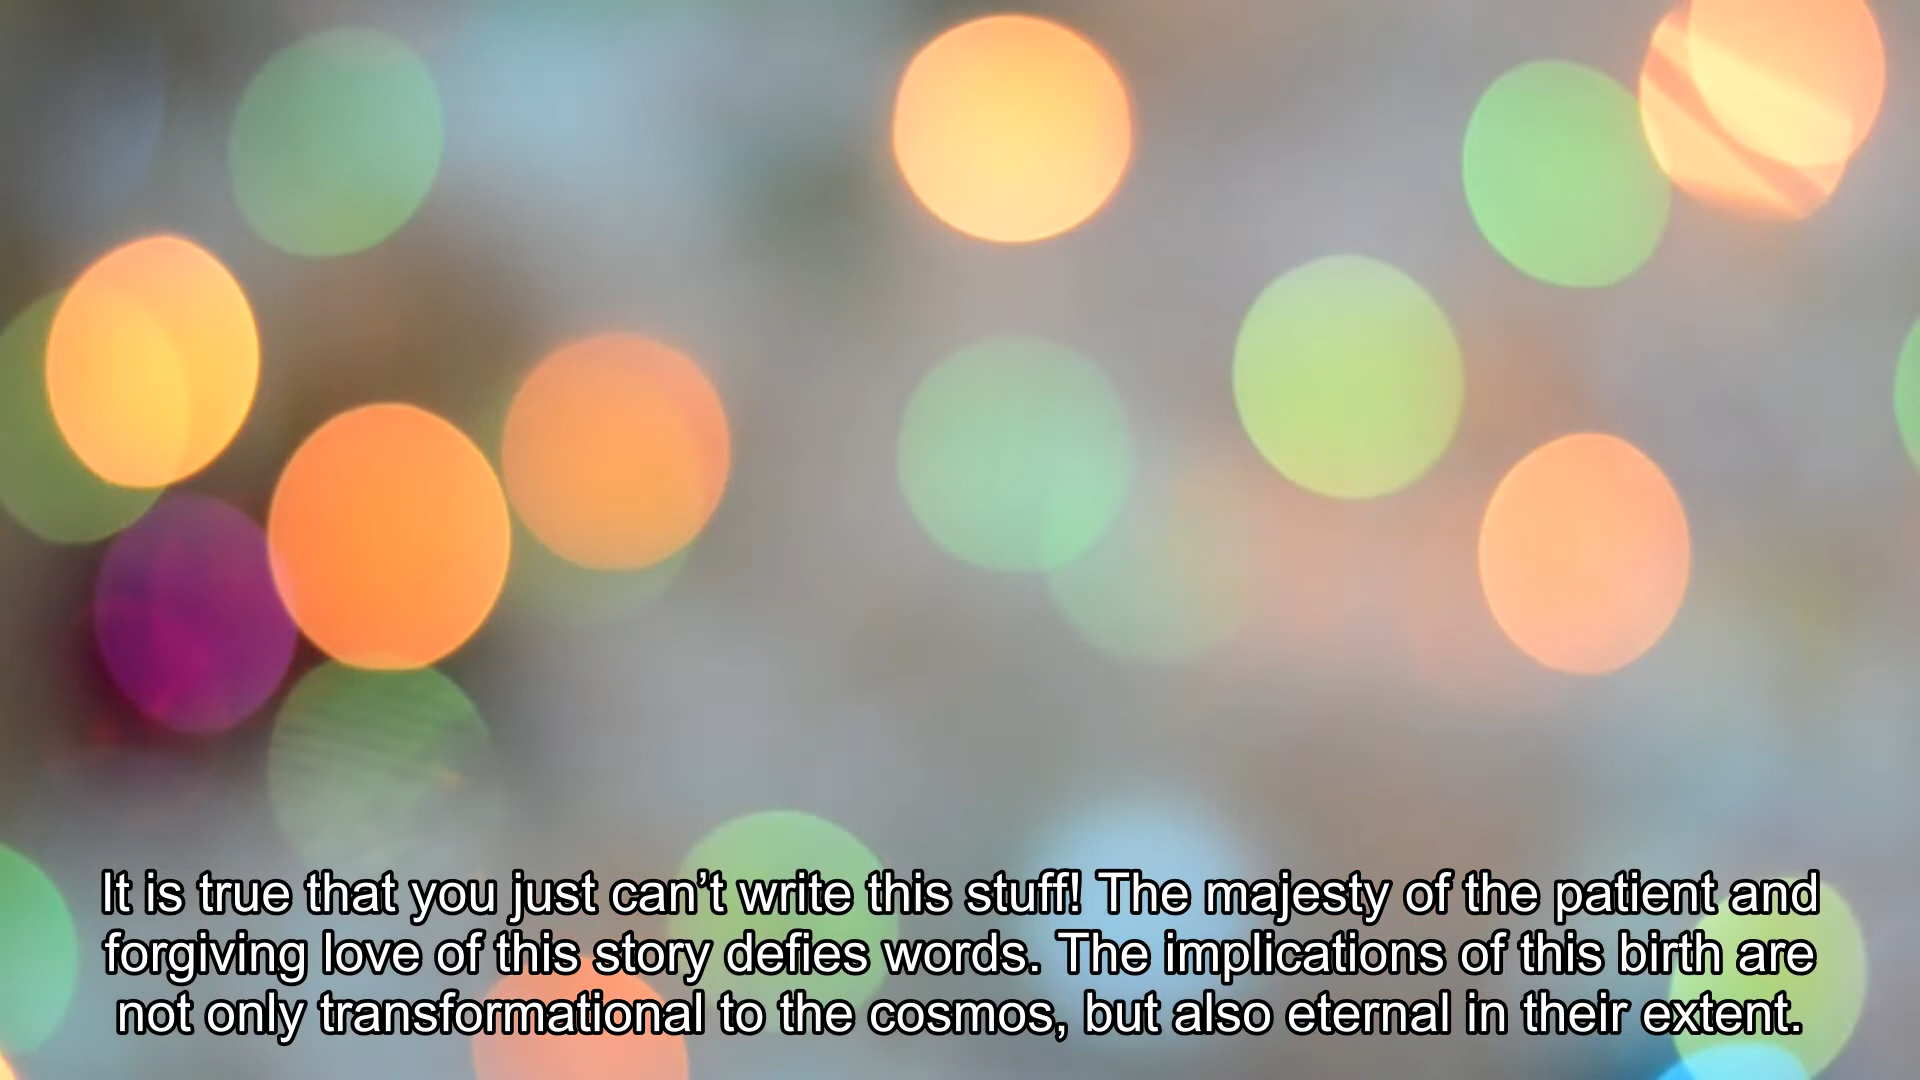 It is true that you just can’t write this stuff! The majesty of the patient and
forgiving love of this story defies words. The implications of this birth are
not only transformational to the cosmos, but also eternal in their extent.